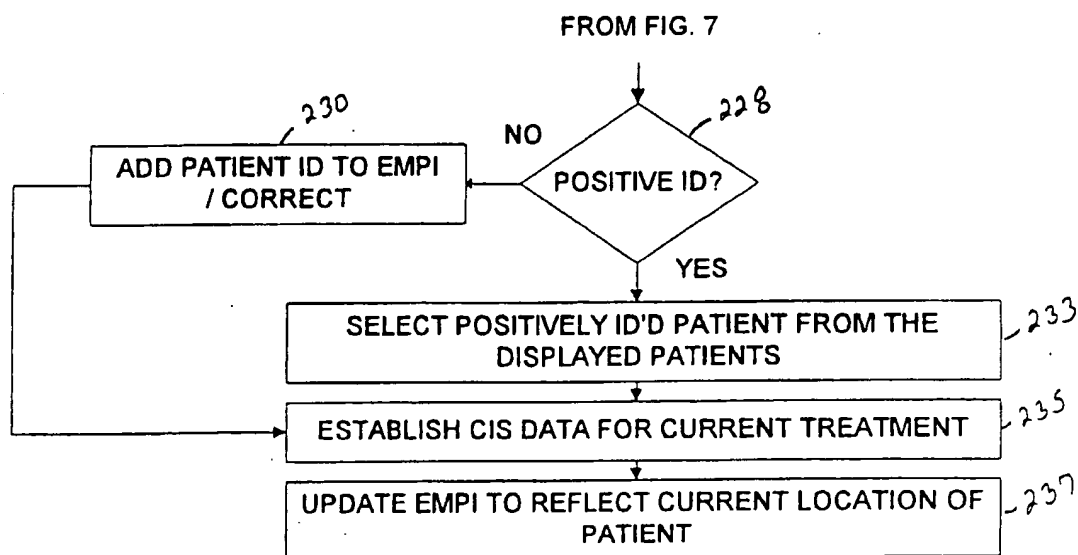 FROM FIG. 7
230
228
NO
ADD PATIENT ID TO EMPI
/ CORRECT
POSITIVE ID?
YES
SELECT POSITIVELY ID'D PATIENT FROM THE
DISPLAYED PATIENTS
233
ESTABLISH CIS DATA FOR CURRENT TREATMENT
235
UPDATE EMPI TO REFLECT CURRENT LOCATION OF
PATIENT
237